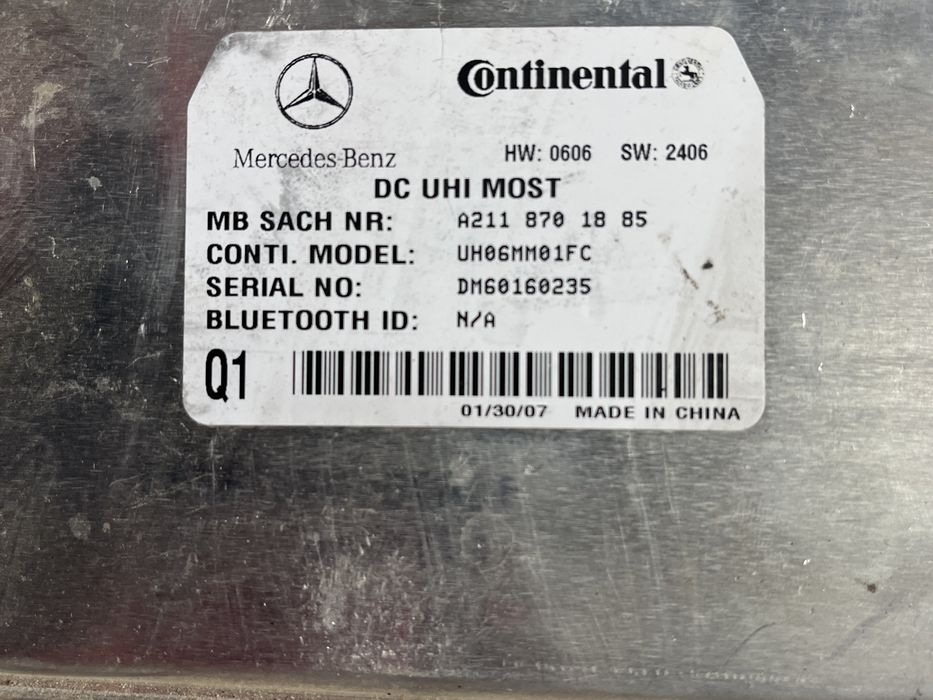 Continental
Mercedes-Benz
HW: 0606 SW: 2406
DC UHI MOST
MB SACH NR: A211 870 18 85
CONTI. MODEL: UH06MM01FC
SERIAL NO: DM60160235
BLUETOOTH ID: N/A
Q1
01/30/07 MADE IN CHINA